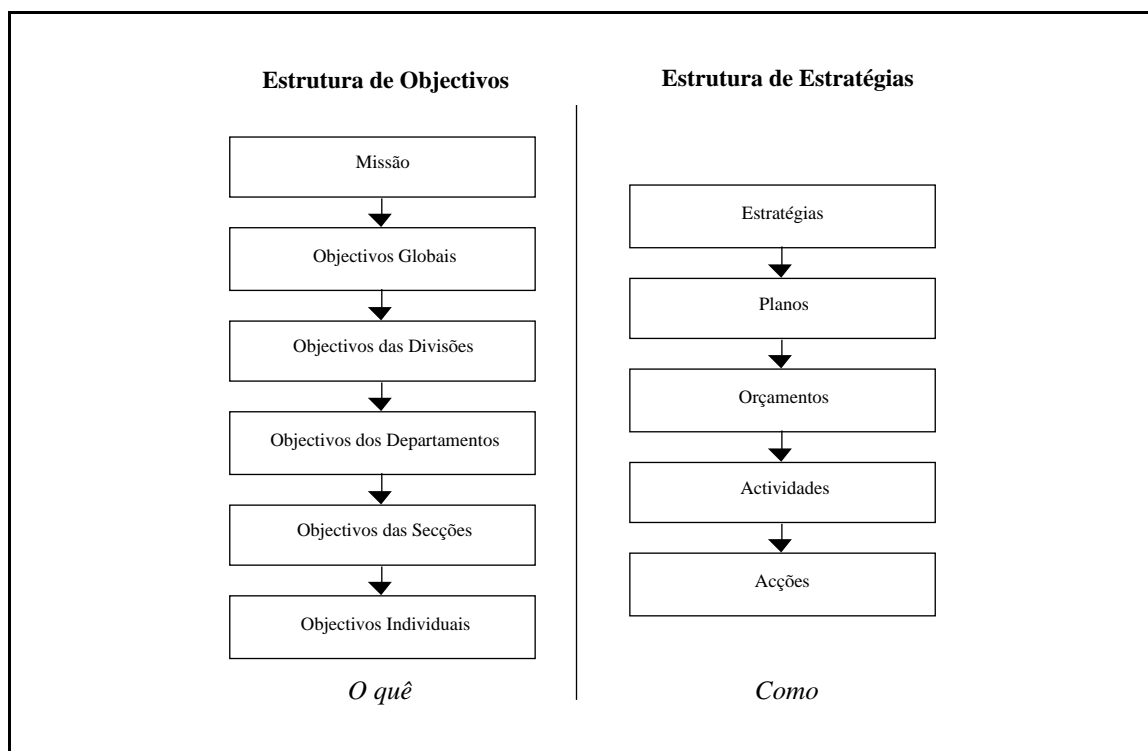 Estrutura de Objectivos
Missão
Objectivos Globais
Objectivos das Divisões
Objectivos dos Departamentos
Objectivos das Secções
Objectivos Individuais
O quê
Estrutura de Estratégias
Estratégias
Planos
Orçamentos
Actividades
Acções
Como